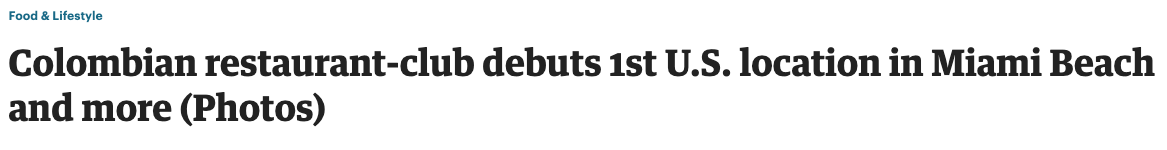 Food & Lifestyle
Colombian restaurant-club debuts 1st U.S. location in Miami Beach
and more (Photos)